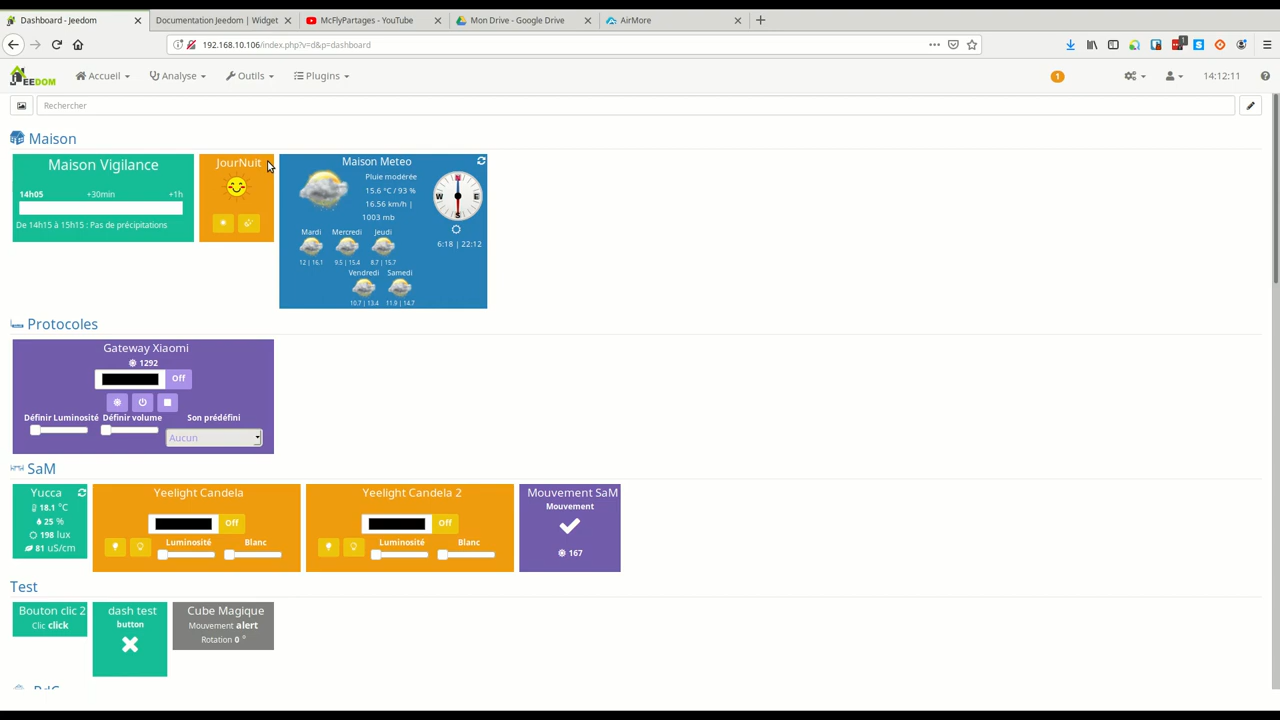 Dashboard - Jeedom
Documentation Jeedom | Widget
McFlyPartages - YouTube
Mon Drive - Google Drive
AirMore
192.168.10.106/index.php?v=d&p=dashboard
1
JEEDOM
Accueil
Analyse
Outils
Plugins
1
14:12:11
Rechercher
Maison
Maison Vigilance
14h05 +30min +1h
De 14h15 à 15h15 : Pas de précipitations
JourNuit
Maison Meteo
Pluie modérée
15.6 °C / 93 %
16.56 km/h |
1003 mb
N
W E
S
6:18 | 22:12
Mardi Mercredi Jeudi
12 | 16.1 9.5 | 15.4 8.7 | 15.7
Vendredi Samedi
10.7 | 13.4 11.9 | 14.7
Protocoles
Gateway Xiaomi
1292
Off
Définir Luminosité Définir volume Son prédéfini
Aucun
SaM
Yucca
18.1 °C
25 %
198 lux
81 uS/cm
Yeelight Candela
Off
Luminosité Blanc
Yeelight Candela 2
Off
Luminosité Blanc
Mouvement SaM
Mouvement
167
Test
Bouton clic 2
Clic click
dash test
button
Cube Magique
Mouvement alert
Rotation 0 °